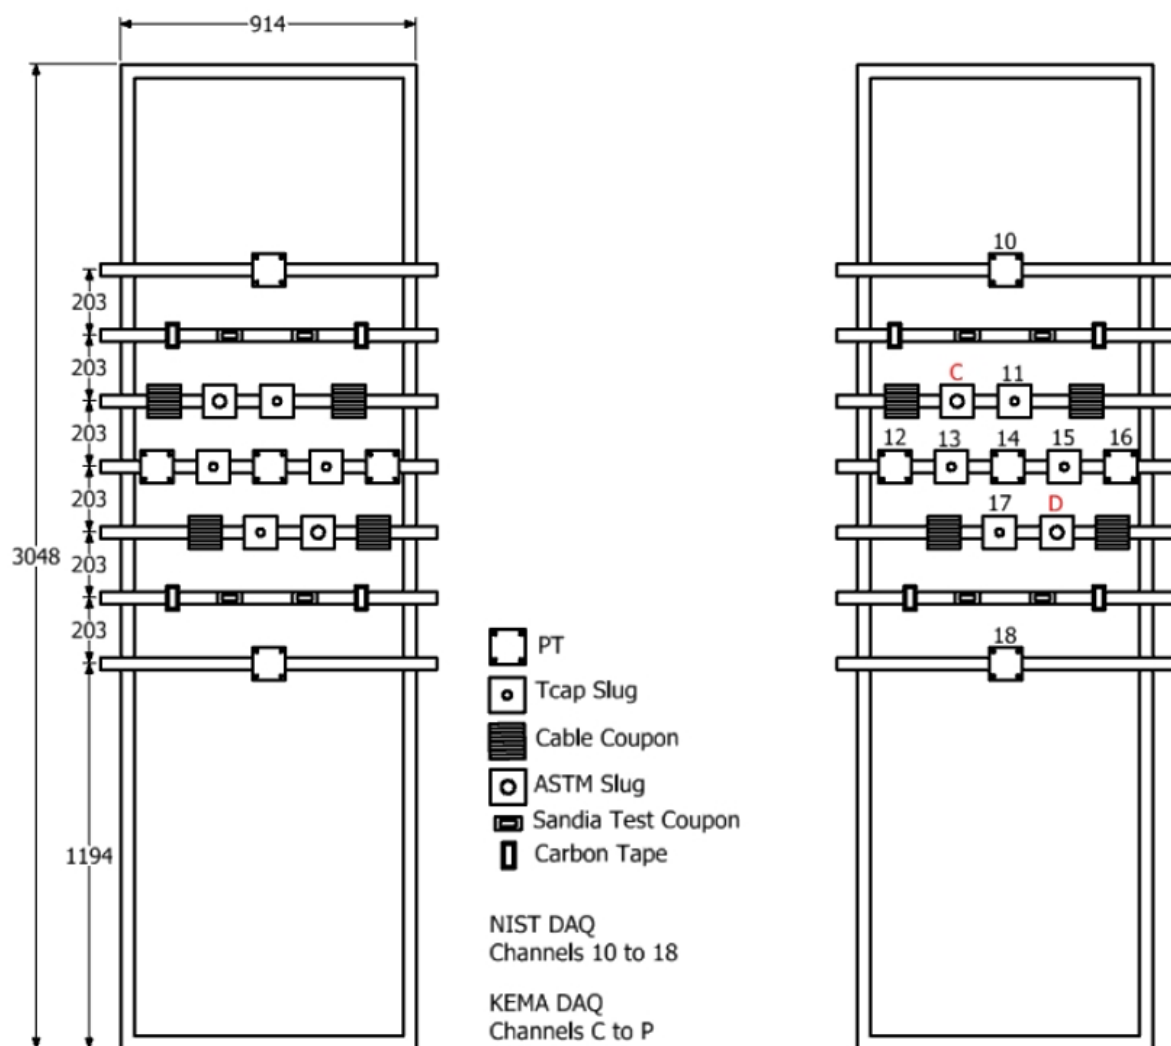 914
10
203
203
C
11
203
12
13
14
15
16
203
17
D
3048
203
203
18
PT
Tcap Slug
Cable Coupon
ASTM Slug
Sandia Test Coupon
1194
Carbon Tape
NIST DAQ
Channels 10 to 18
KEMA DAQ
Channels C to P